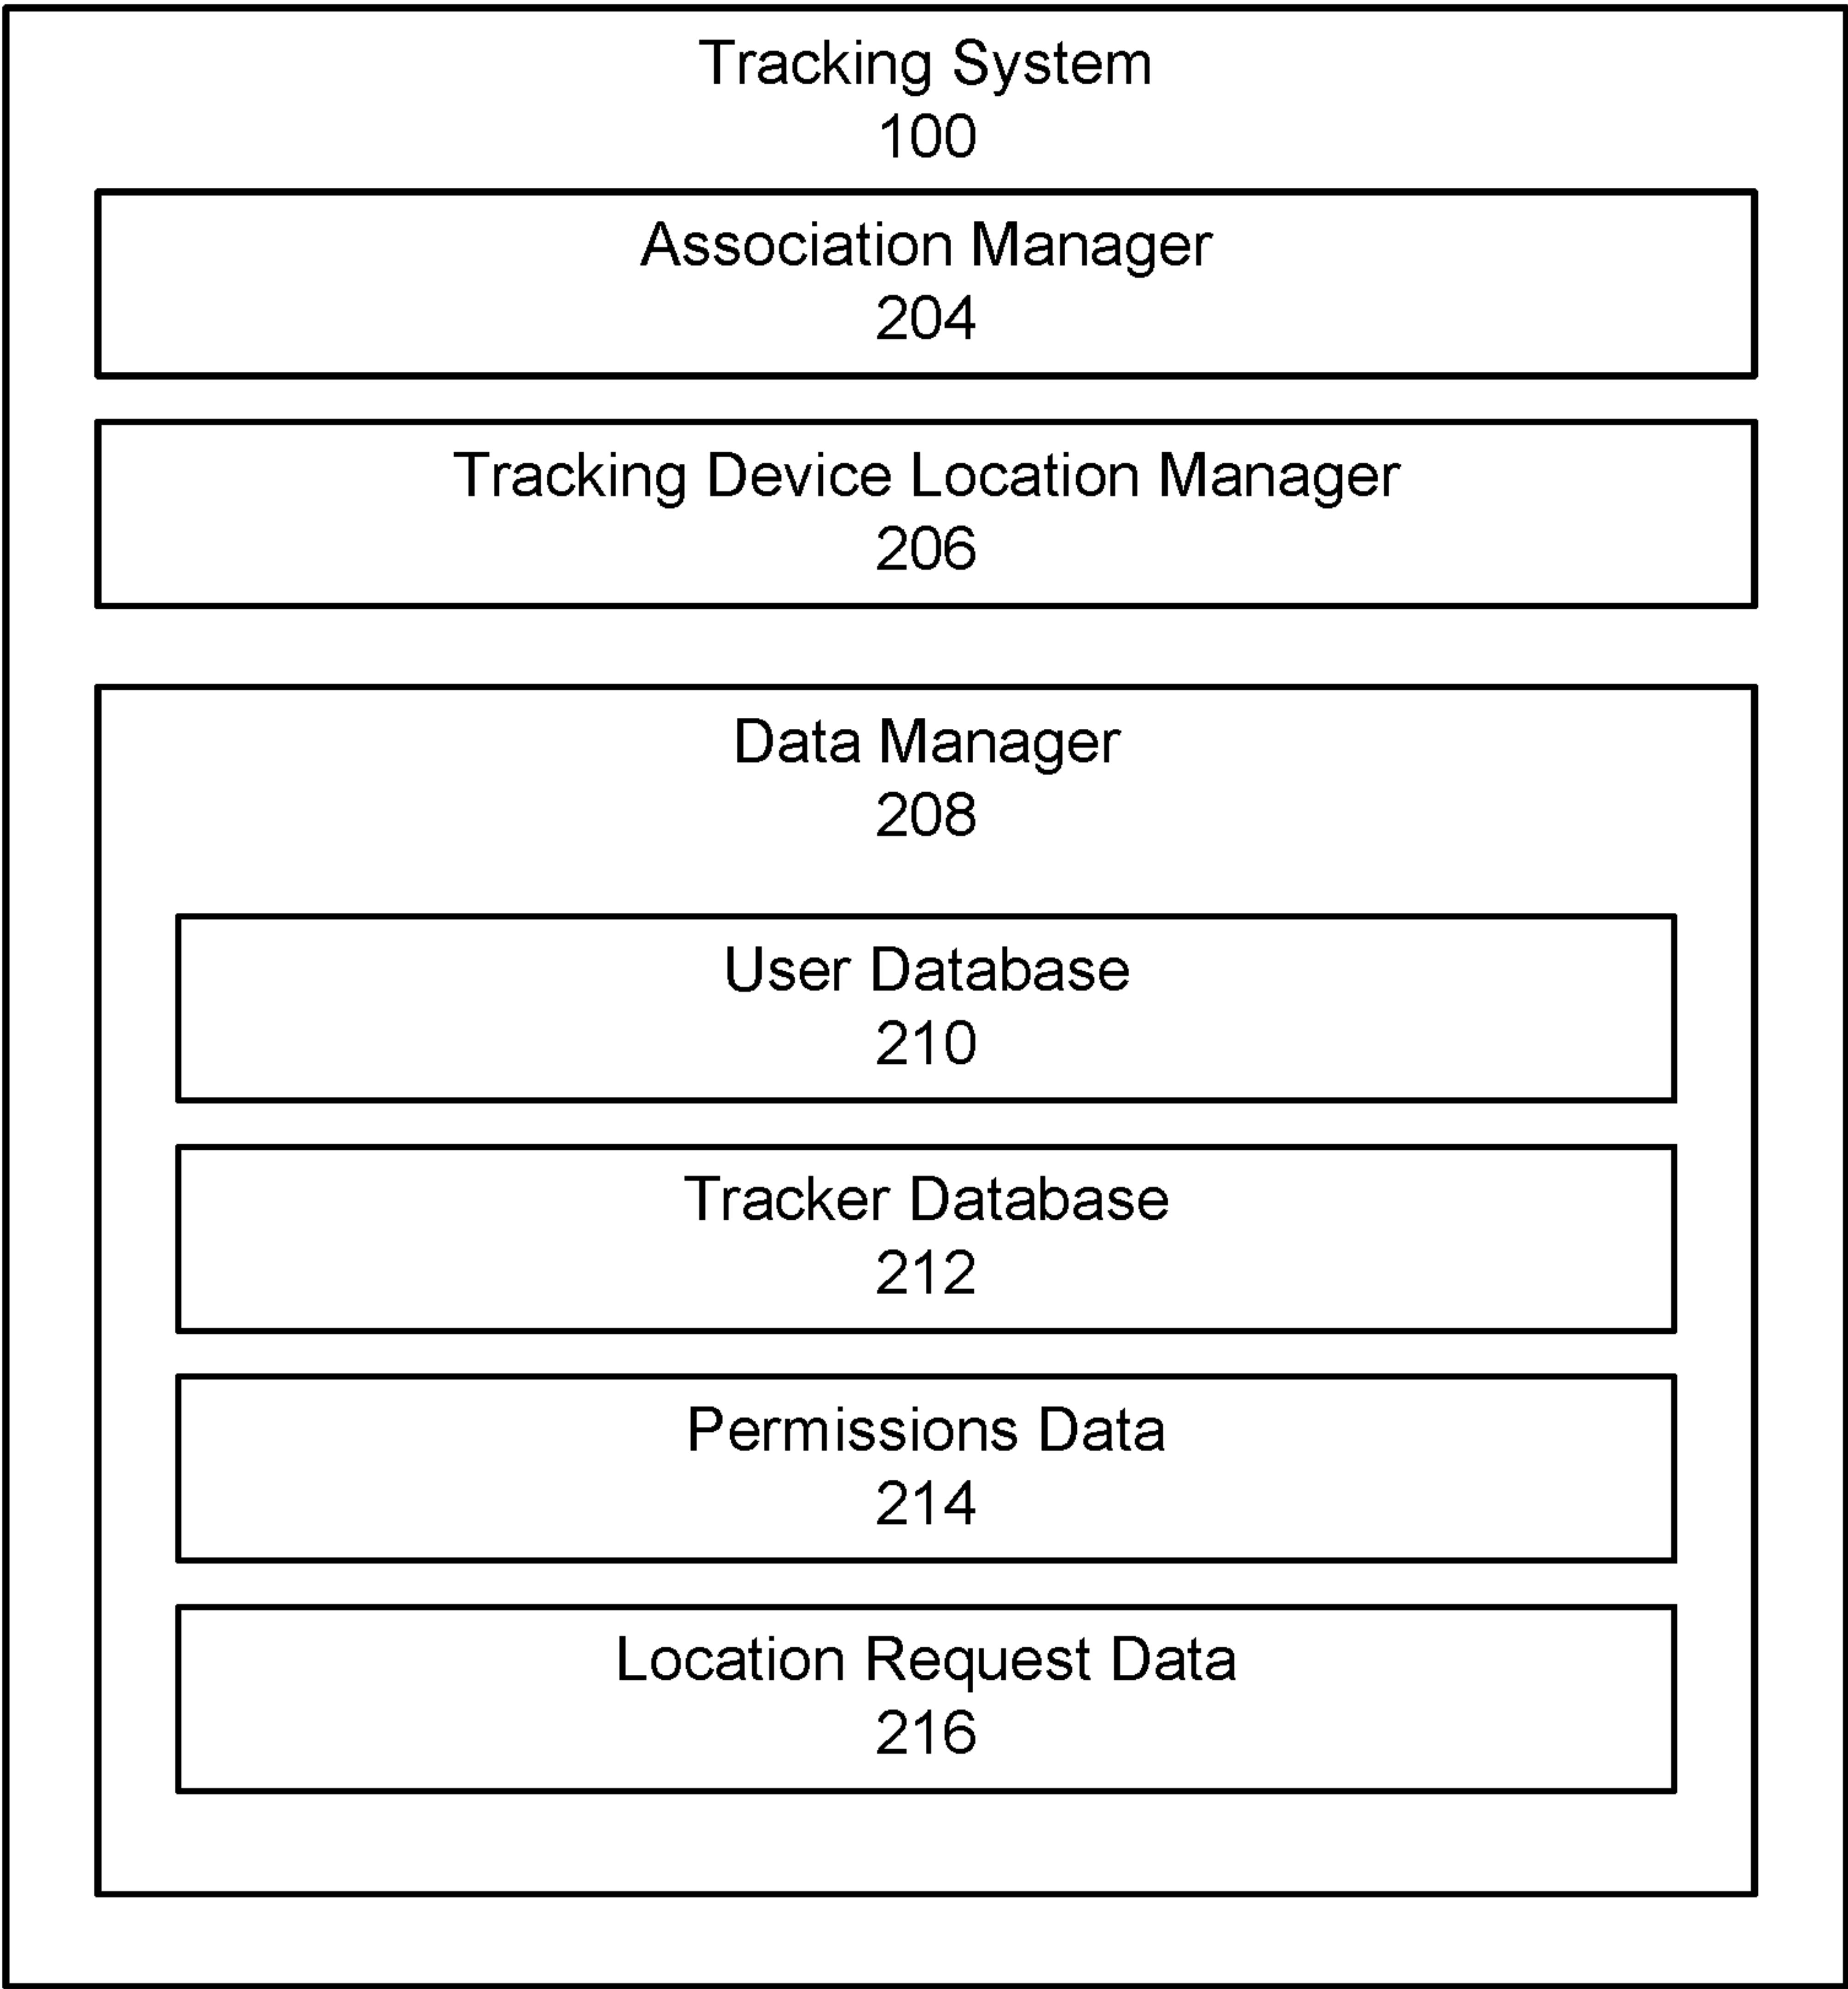 Tracking System
100
Association Manager
204
Tracking Device Location Manager
206
Data Manager
208
User Database
210
Tracker Database
212
Permissions Data
214
Location Request Data
216